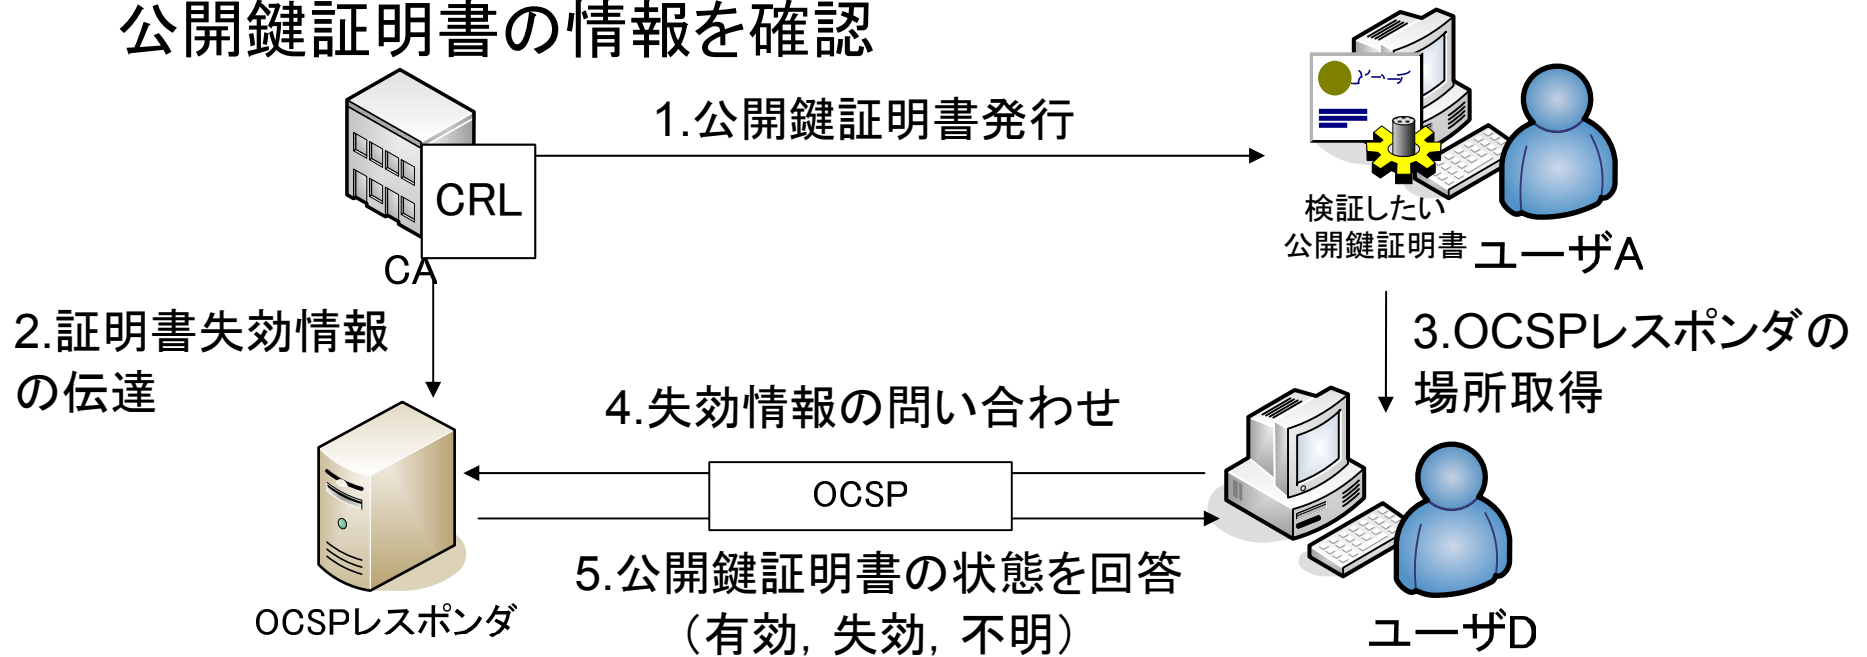 公開鍵証明書の情報を確認
1.公開鍵証明書発行
CRL
CA
検証したい
公開鍵証明書
ユーザA
2.証明書失効情報
の伝達
3.OCSPレスポンダの
場所取得
4.失効情報の問い合わせ
OCSP
5.公開鍵証明書の状態を回答
（有効，失効，不明）
OCSPレスポンダ
ユーザD